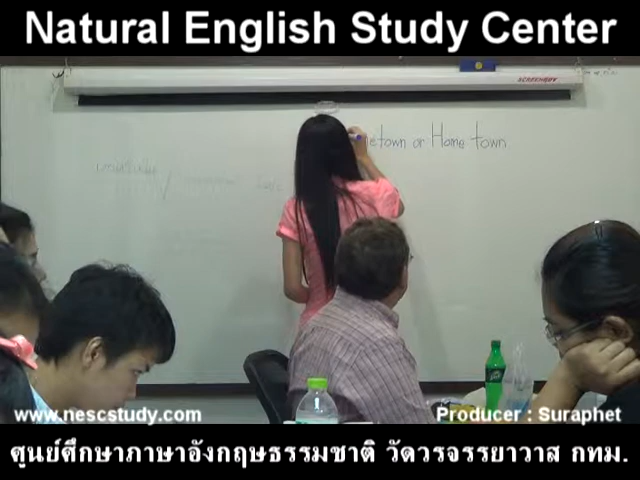 Natural English Study Center
SCREENBOY
metown or Home town
www.nescstudy.com
Producer : Suraphet
ศูนย์ศึกษาภาษาอังกฤษธรรมชาติ วัดวรจรรยาวาส กทม.